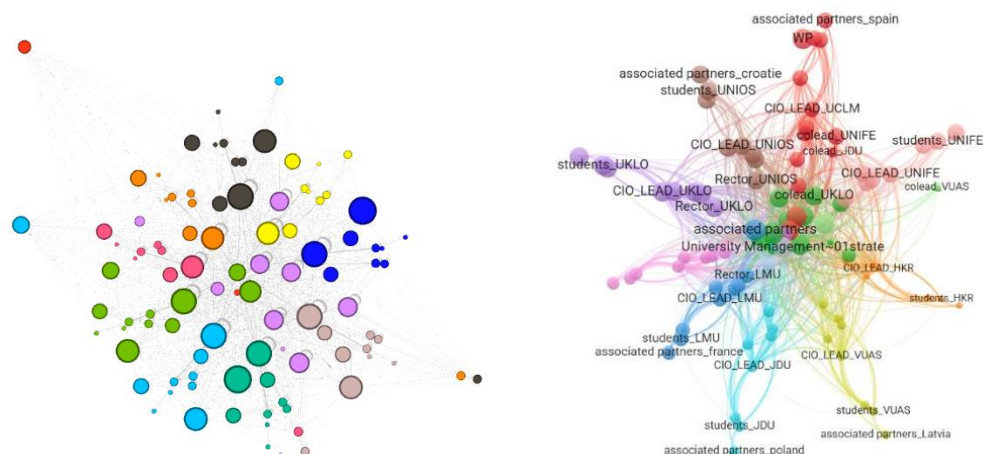 associated partners_spain
WP
associated partners_croatie
students_UNIOS
CIO_LEAD_UCLM
colead_UNIFE
students_UNIFE
CIO_LEAD_UNIOS
colead_JDU
students_UKLO
CIO_LEAD_UNIFE
Rector_UNIOS
colead_VUAS
CIO_LEAD_UKLO
colead_UKLO
Rector_UKLO
associated partners
University Management~01strate
CIO_LEAD_HKR
Rector_LMU
CIO_LEAD_LMU
students_HKR
students_LMU
associated partners_france
CIO_LEAD_VUAS
CIO_LEAD_JDU
students_VUAS
students_JDU
associated partners_Latvia
associated partners_poland